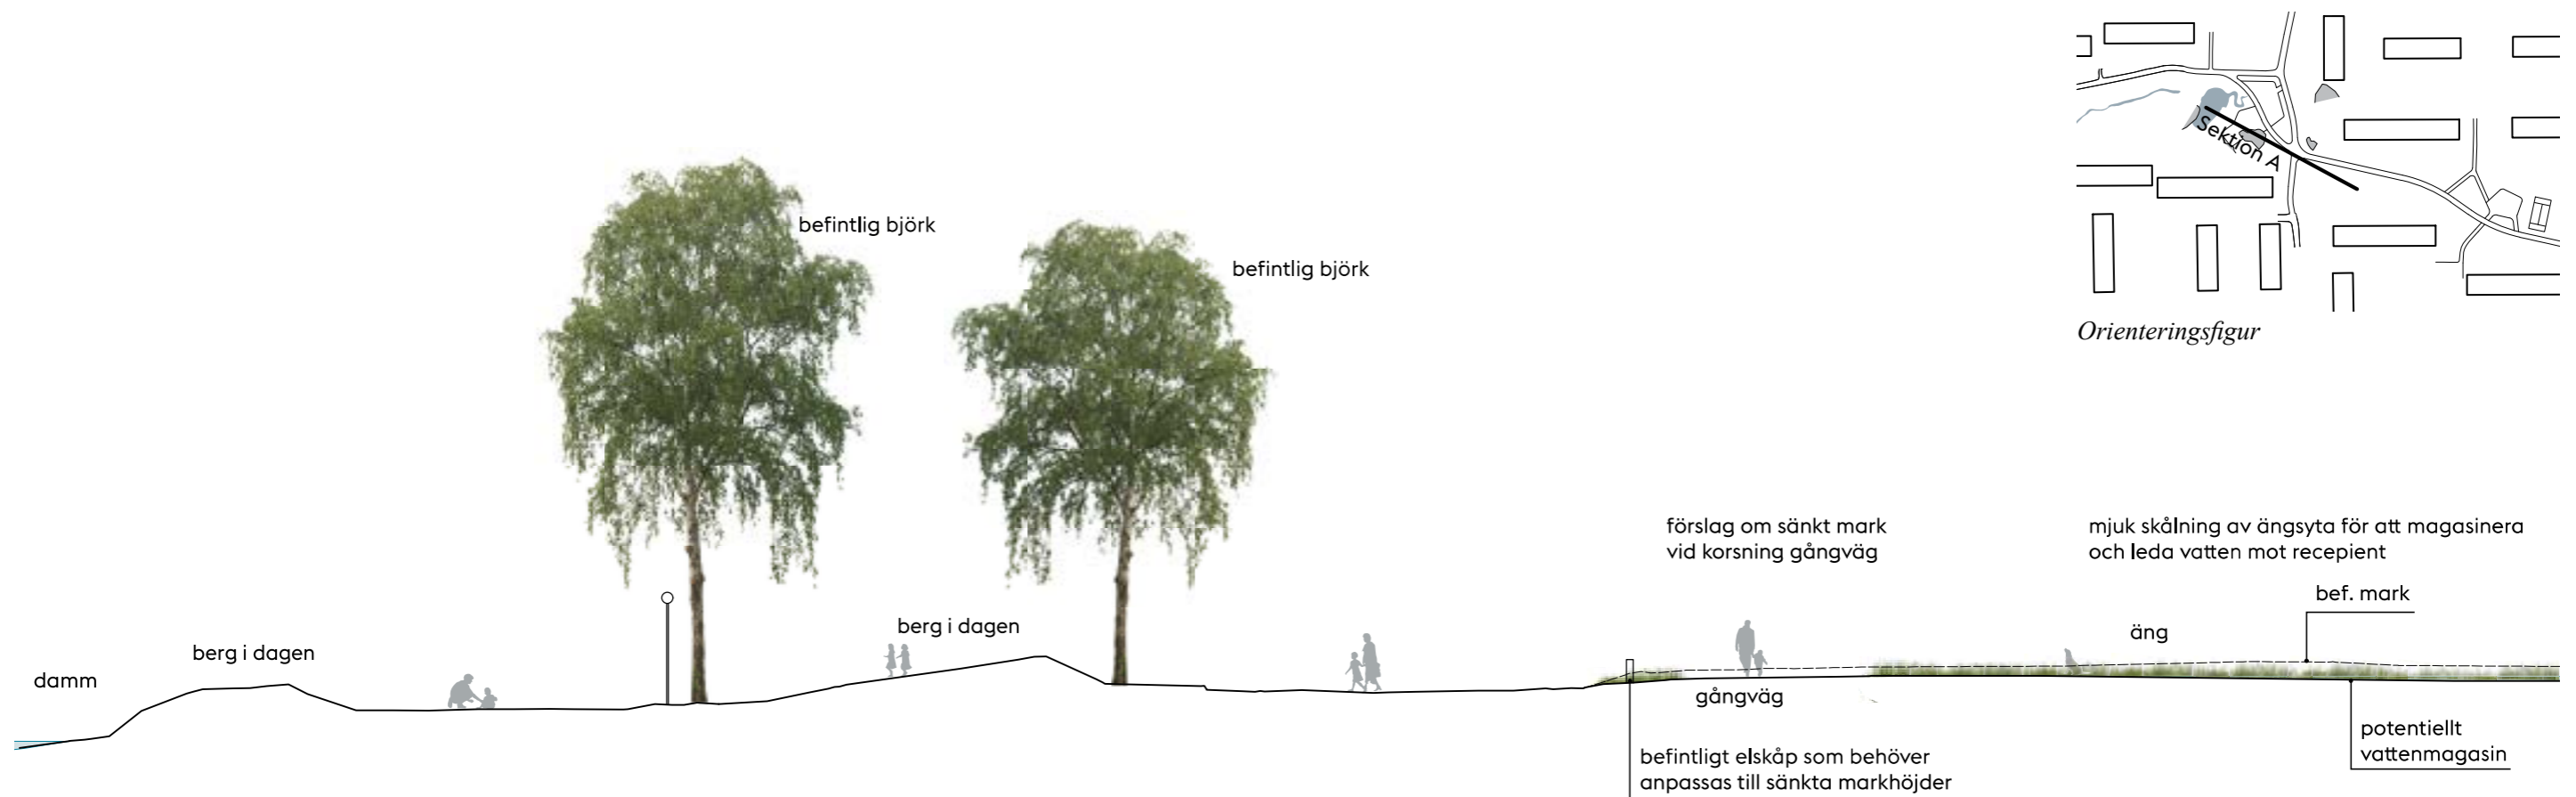 Sektion A
Orienteringsfigur
befintlig björk
befintlig björk
förslag om sänkt mark
vid korsning gångväg
mjuk skålning av ängsyta för att magasinera
och leda vatten mot recepient
bef. mark
äng
berg i dagen
berg i dagen
damm
gångväg
potentiellt
vattenmagasin
befintligt elskåp som behöver
anpassas till sänkta markhöjder